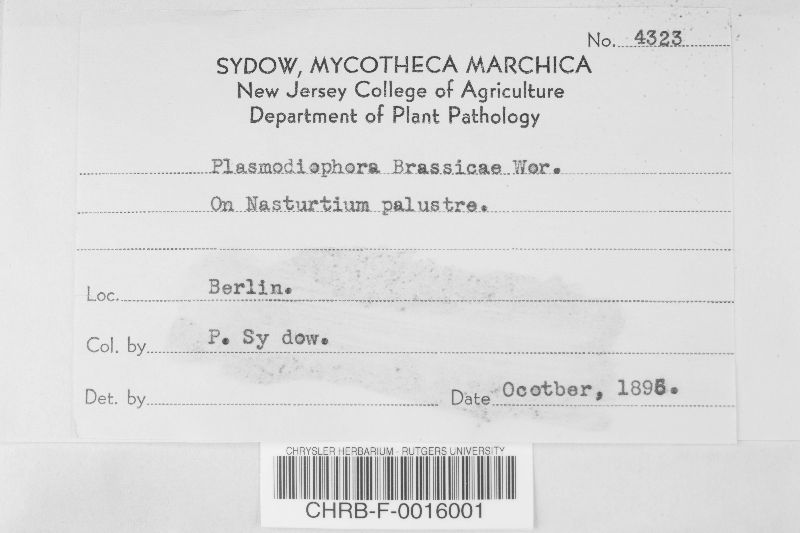 No. 4323
SYDOW, MYCOTHECA MARCHICA
New Jersey College of Agriculture
Department of Plant Pathology
Plasmodiophora Brassicae Wor.
On Nasturtium palustre.
Loc. Berlin.
Col. by P. Sy dow.
Det. by
Date Ocotber, 1895.
CHRYSLER HERBARIUM - RUTGERS UNIVERSITY
CHRB-F-0016001